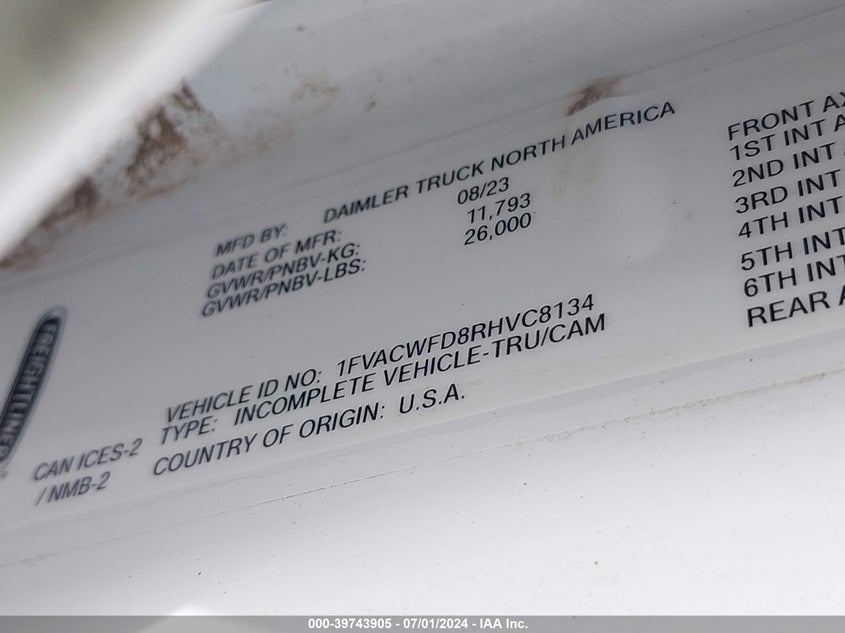 MFD BY: DAIMLER TRUCK NORTH AMERICA
DATE OF MFR: 08/23
GVWR/PNBV-KG: 11,793
GVWR/PNBV-LBS: 26,000
VEHICLE ID NO: 1FVACWFD8RHVC8134
TYPE: INCOMPLETE VEHICLE-TRU/CAM
COUNTRY OF ORIGIN: U.S.A.
FREIGHTLINER
CAN ICES-2
/ NMB-2
FRONT AX
1ST INT A
2ND INT
3RD INT
4TH INT
5TH INT
6TH INT
REAR A
000-39743905 - 07/01/2024 - IAA Inc.